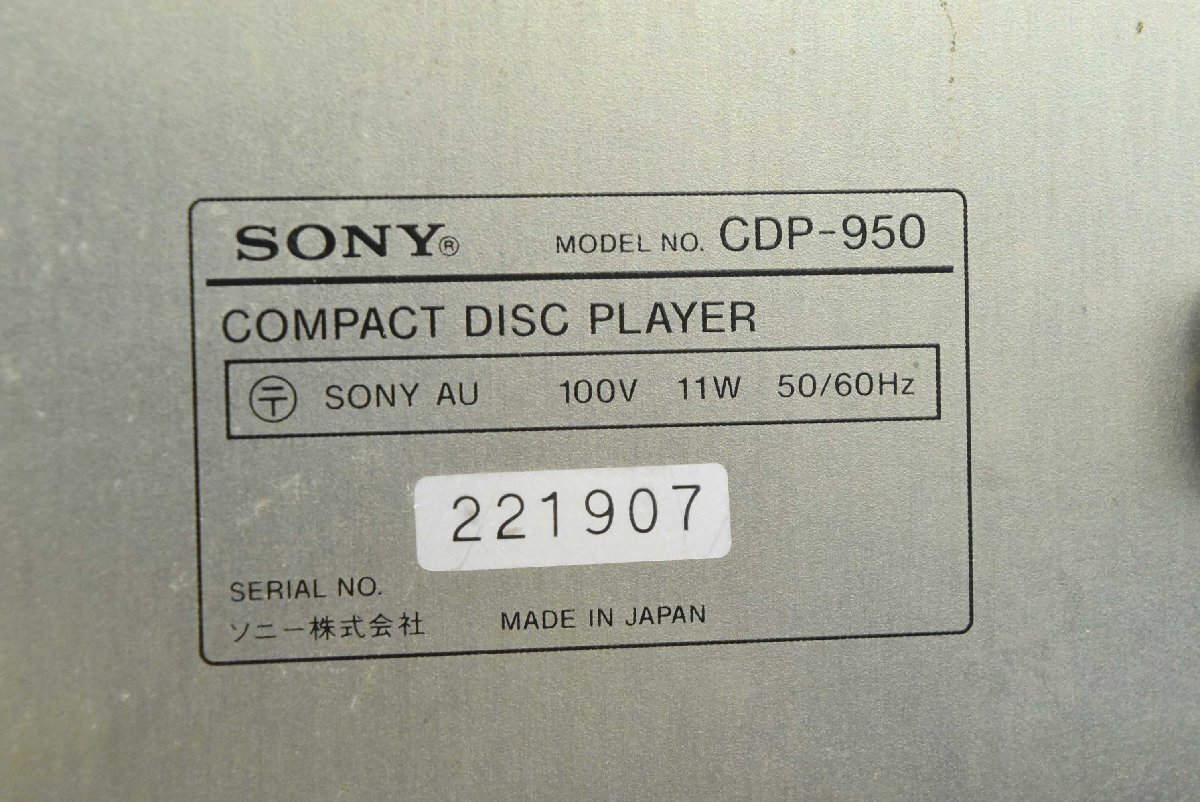 SONY® MODEL NO. CDP-950
COMPACT DISC PLAYER
〶 SONY AU 100V 11W 50/60Hz
221907
SERIAL NO.
ソニー株式会社 MADE IN JAPAN